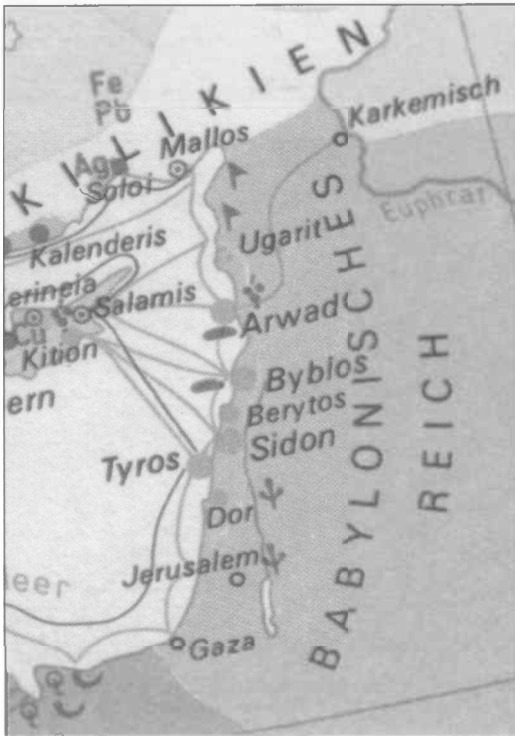 KILIKIEN
Fe
Pb
Ag
Mallos
Soloi
Karkemisch
Euphrat
Kalenderis
Ugarit
erineia
Salamis
Cu
Kition
Arwad
ern
Byblos
Berytos
Sidon
Tyros
Dor
Jerusalem
eer
Gaza
BABYLONISCHES
REICH